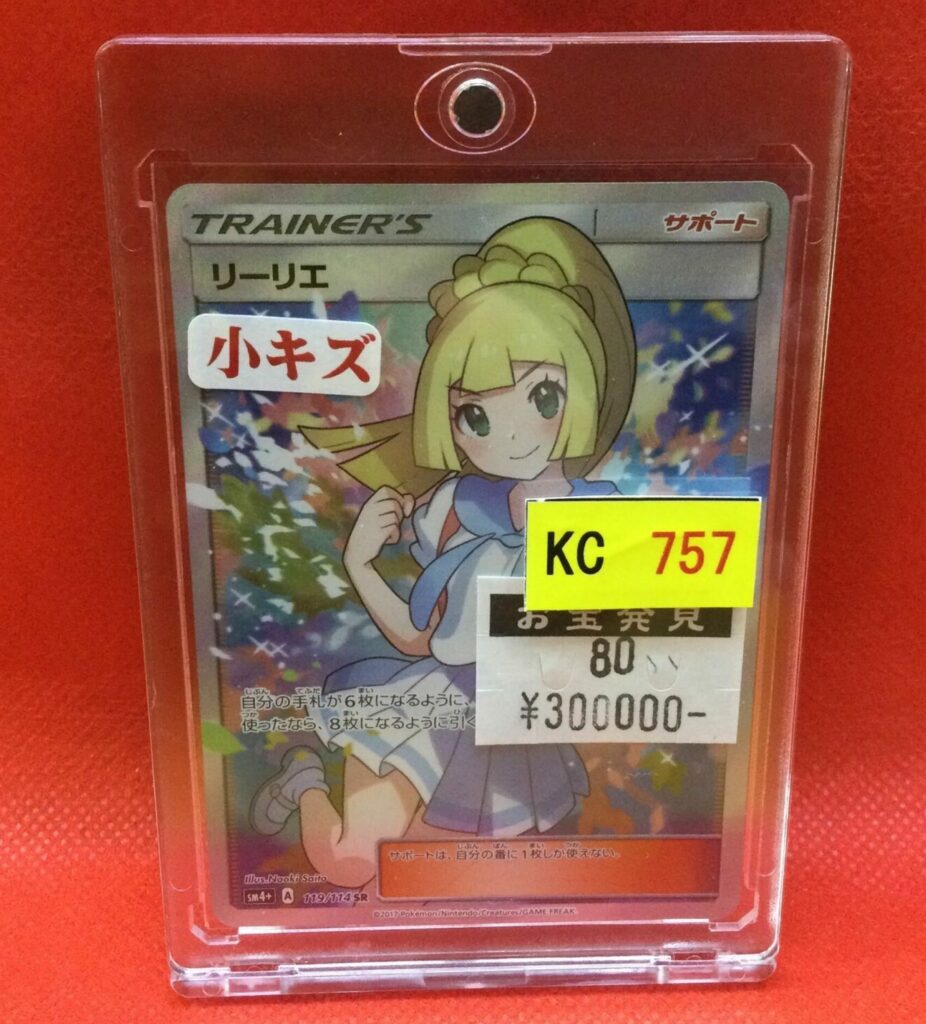 TRAINER'S サポート
リーリエ
小キズ
KC 757
お宝発見
80
¥300000-
自分の手札が6枚になるように、
使ったなら、8枚になるように引く
サポートは、自分の番に1枚しか使えない。
Illus. Naoki Saito
SM4+ A 119/114 SR
©2017 Pokémon/Nintendo/Creatures/GAME FREAK.